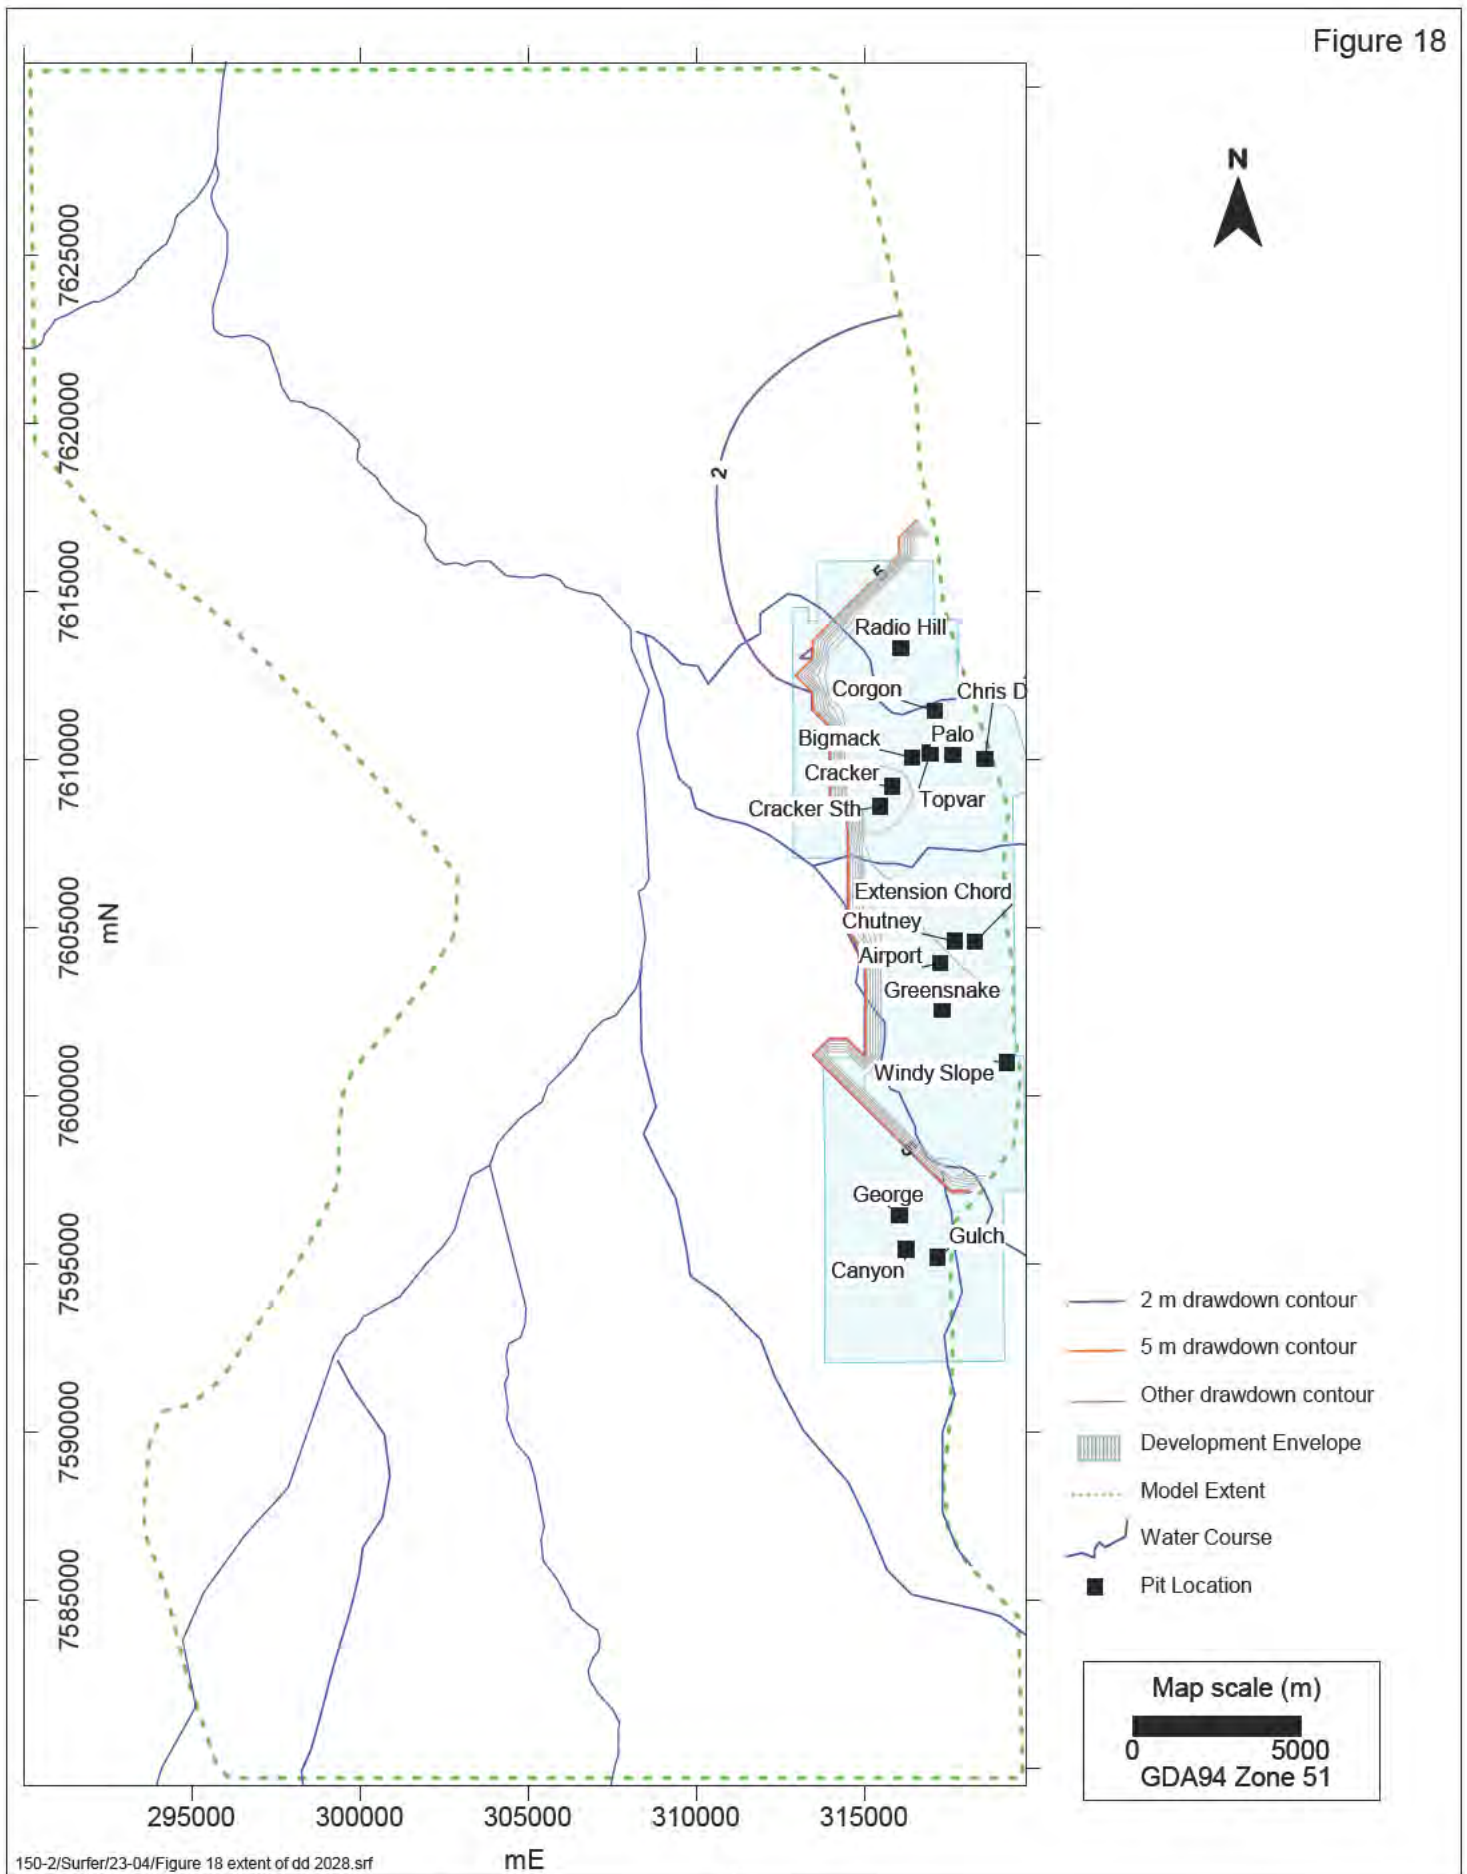 Figure 18
N
7625000
7620000
7615000
7610000
7605000
7600000
7595000
7590000
7585000
mN
2
5
Radio Hill
Corgon
Chris D
Bigmack
Palo
Cracker
Topvar
Cracker Sth
Extension Chord
Chutney
Airport
Greensnake
Windy Slope
5
George
Gulch
Canyon
2 m drawdown contour
5 m drawdown contour
Other drawdown contour
Development Envelope
Model Extent
Water Course
Pit Location
Map scale (m)
0 5000
GDA94 Zone 51
295000 300000 305000 310000 315000
mE
150-2/Surfer/23-04/Figure 18 extent of dd 2028.srf